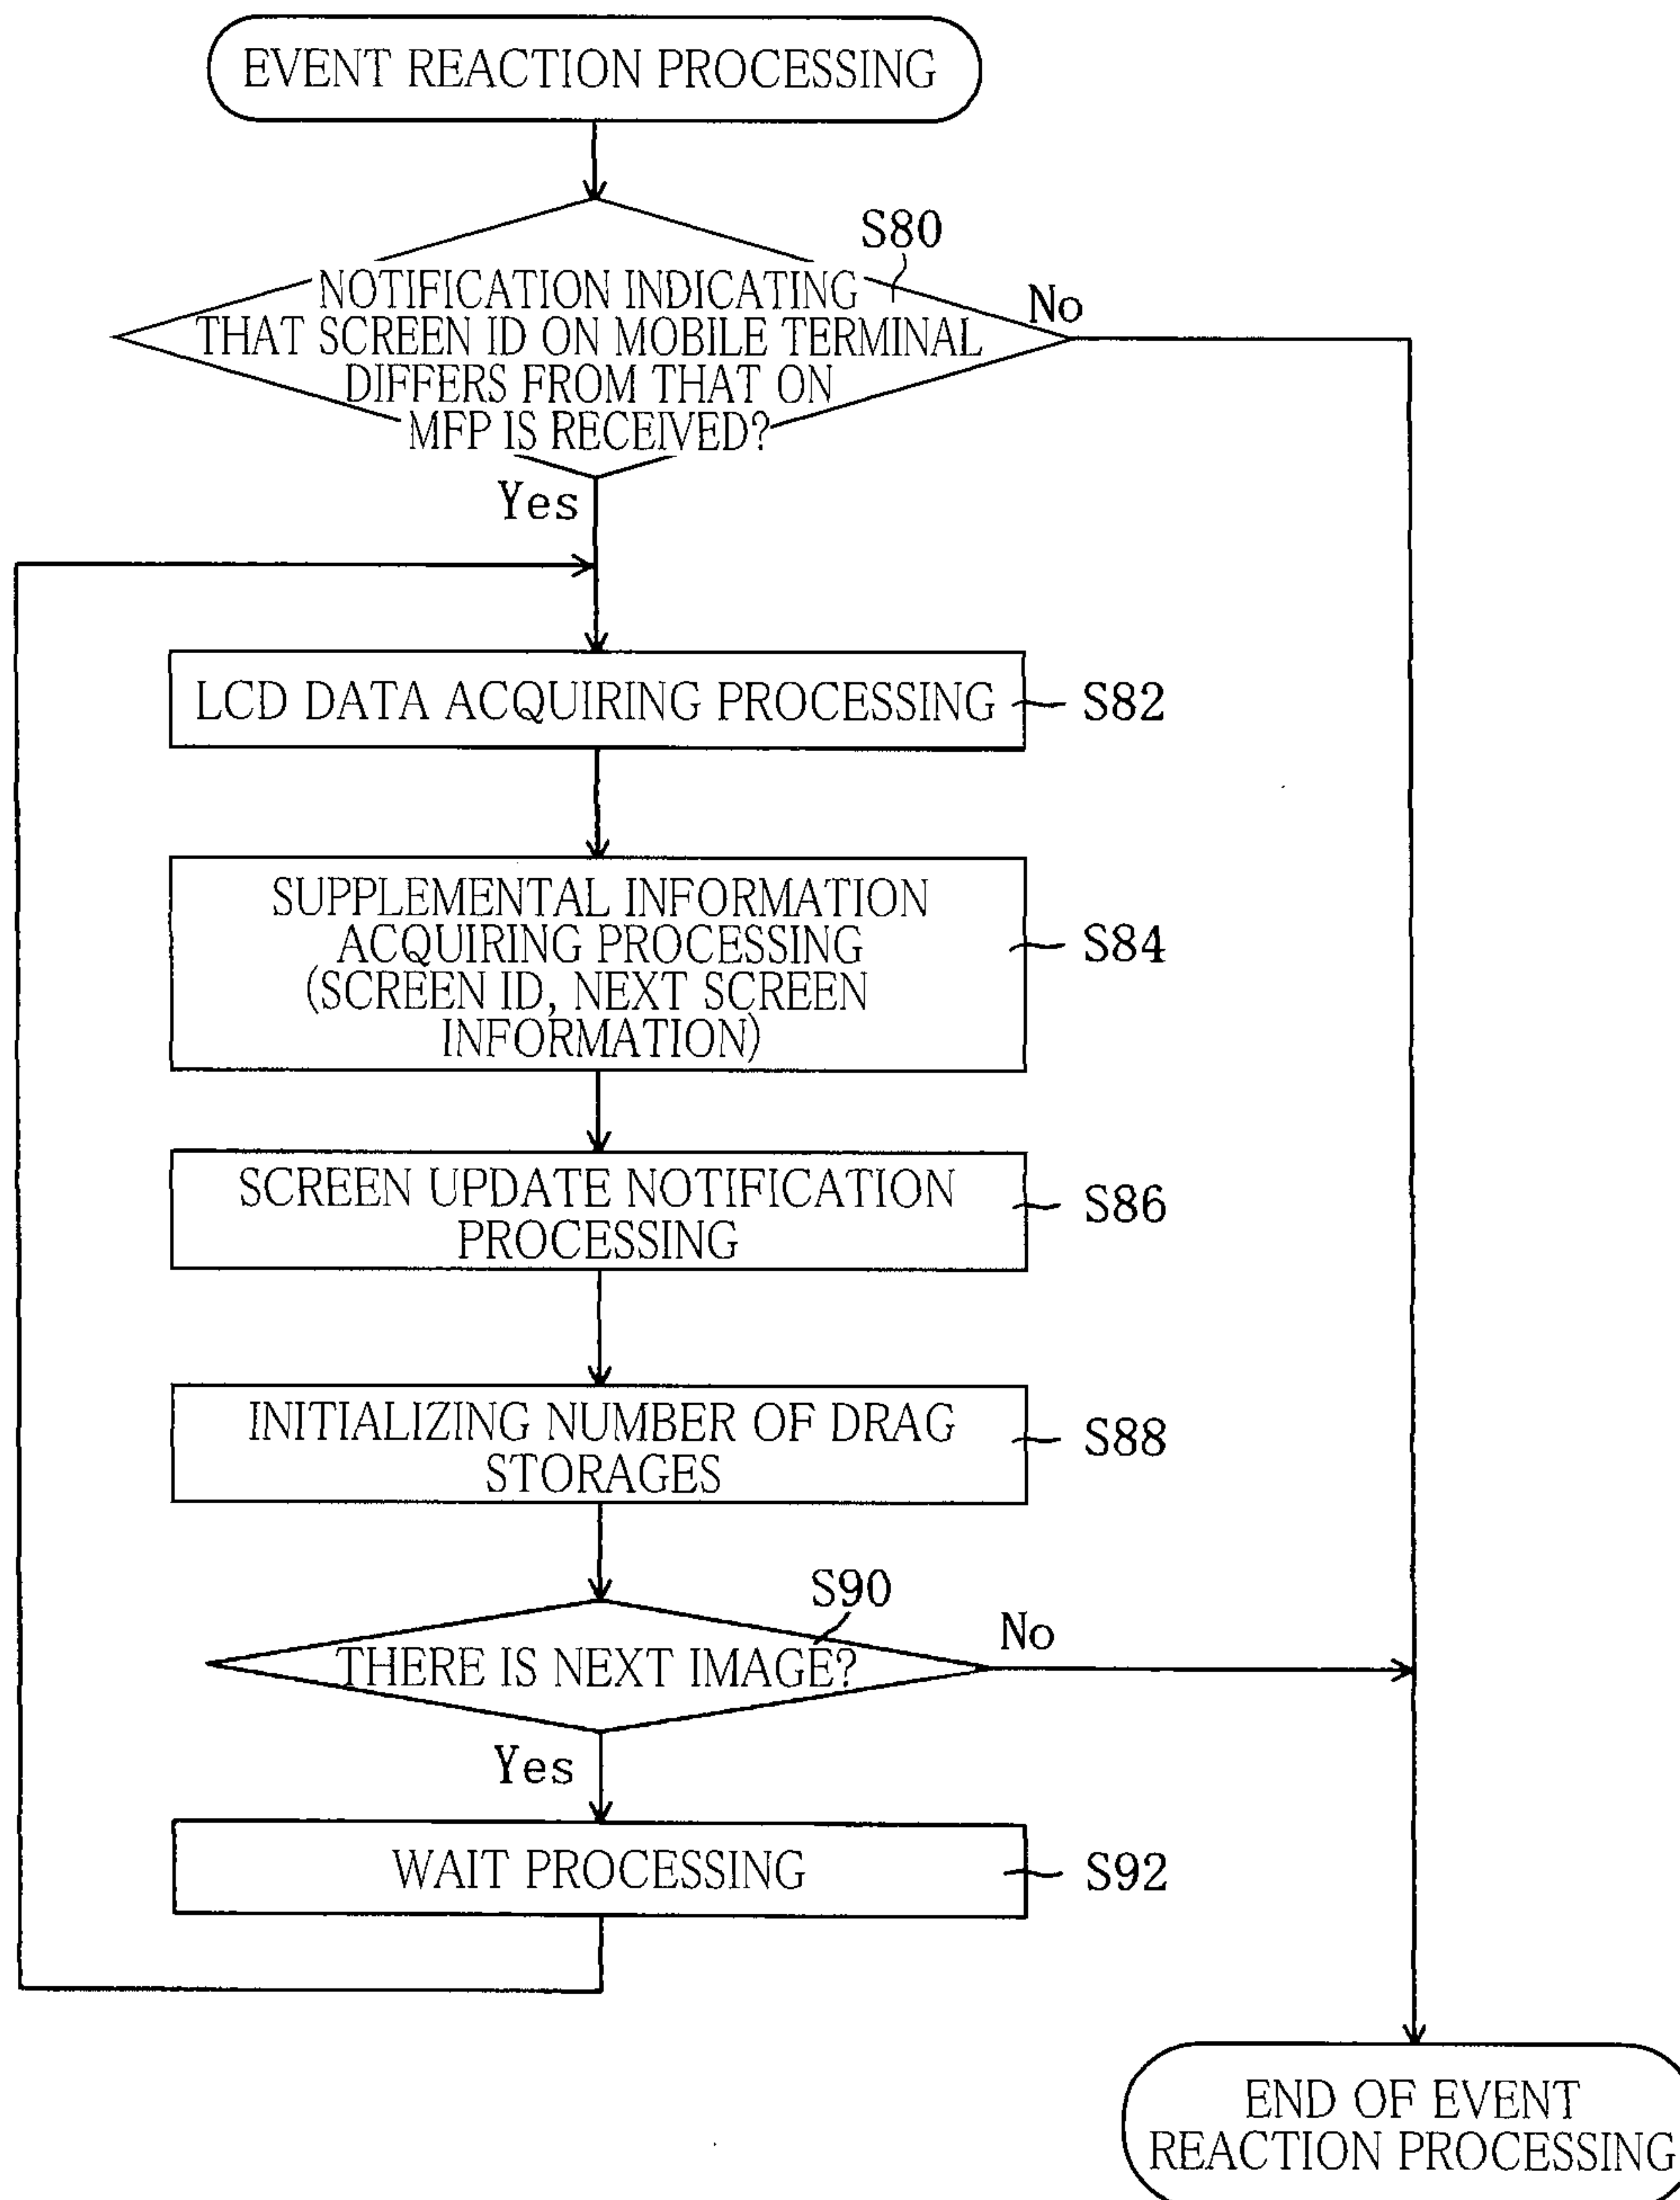 EVENT REACTION PROCESSING
S80
NOTIFICATION INDICATING
THAT SCREEN ID ON MOBILE TERMINAL
DIFFERS FROM THAT ON
MFP IS RECEIVED?
No
Yes
LCD DATA ACQUIRING PROCESSING
S82
SUPPLEMENTAL INFORMATION
ACQUIRING PROCESSING
(SCREEN ID, NEXT SCREEN
INFORMATION)
S84
SCREEN UPDATE NOTIFICATION
PROCESSING
S86
INITIALIZING NUMBER OF DRAG
STORAGES
S88
S90
THERE IS NEXT IMAGE?
No
Yes
WAIT PROCESSING
S92
END OF EVENT
REACTION PROCESSING